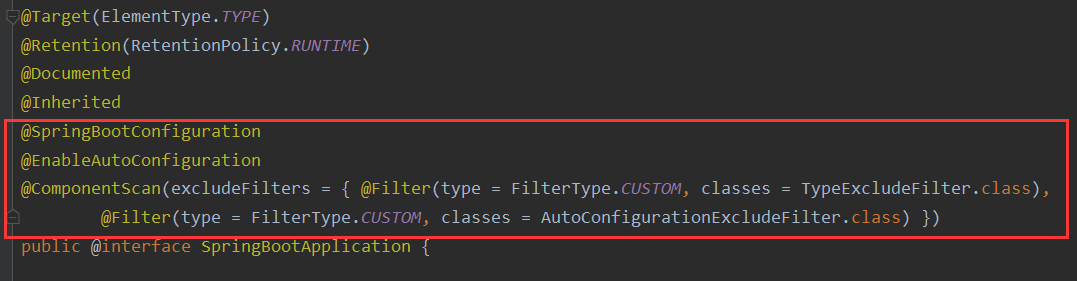 @Target(ElementType.TYPE)
@Retention(RetentionPolicy.RUNTIME)
@Documented
@Inherited
@SpringBootConfiguration
@EnableAutoConfiguration
@ComponentScan(excludeFilters = { @Filter(type = FilterType.CUSTOM, classes = TypeExcludeFilter.class),
        @Filter(type = FilterType.CUSTOM, classes = AutoConfigurationExcludeFilter.class) })
public @interface SpringBootApplication {